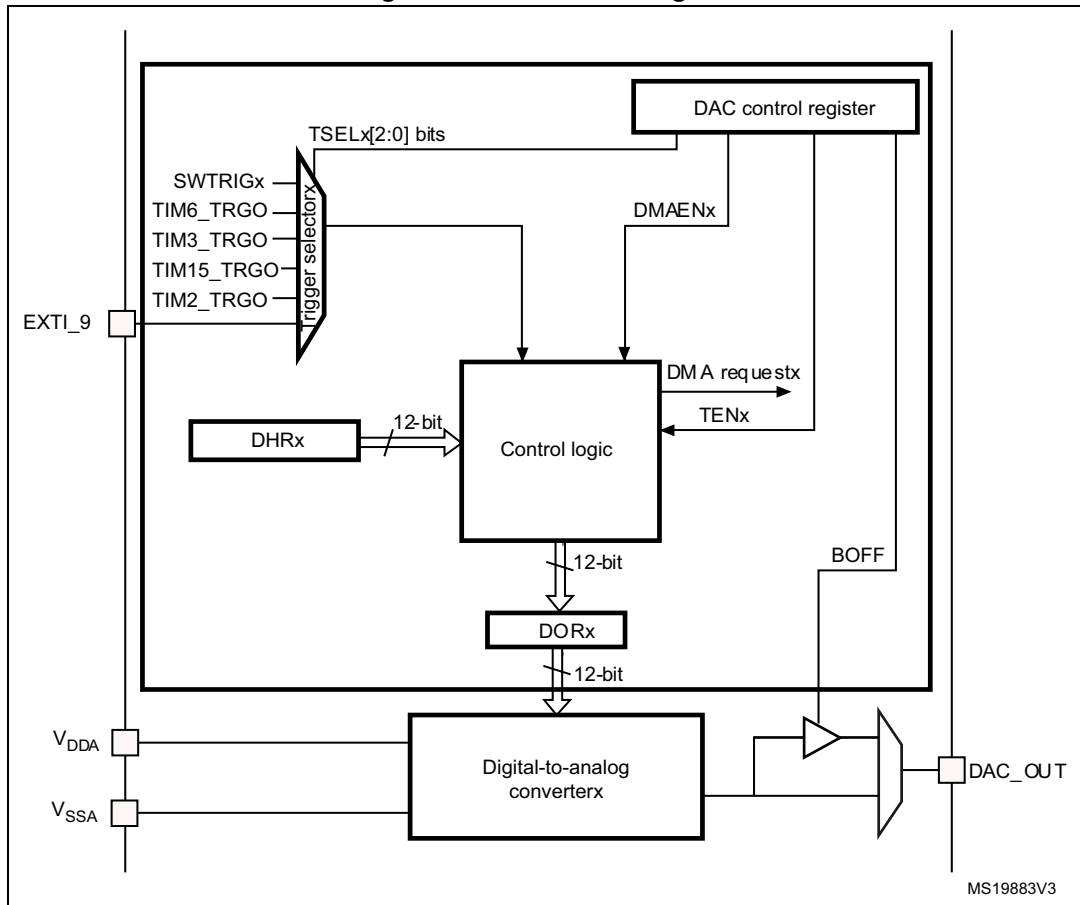 DAC control register
TSELx[2:0] bits
SWTRIGx
TIM6_TRGO
TIM3_TRGO
TIM15_TRGO
TIM2_TRGO
EXTI_9
Trigger selectorx
DMAENx
DMA requestx
TENx
DHRx
12-bit
Control logic
12-bit
BOFF
DORx
12-bit
VDDA
VSSA
Digital-to-analog
converterx
DAC_OUT
MS19883V3